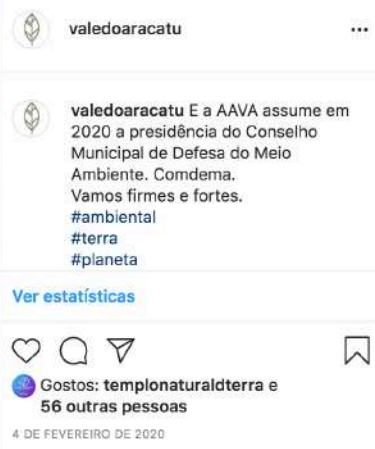 valedoaracatu
valedoaracatu E a AAVA assume em
2020 a presidência do Conselho
Municipal de Defesa do Meio
Ambiente. Comdema.
Vamos firmes e fortes.
#ambiental
#terra
#planeta
Ver estatísticas
Gostos: templonaturaldterra e
56 outras pessoas
4 DE FEVEREIRO DE 2020